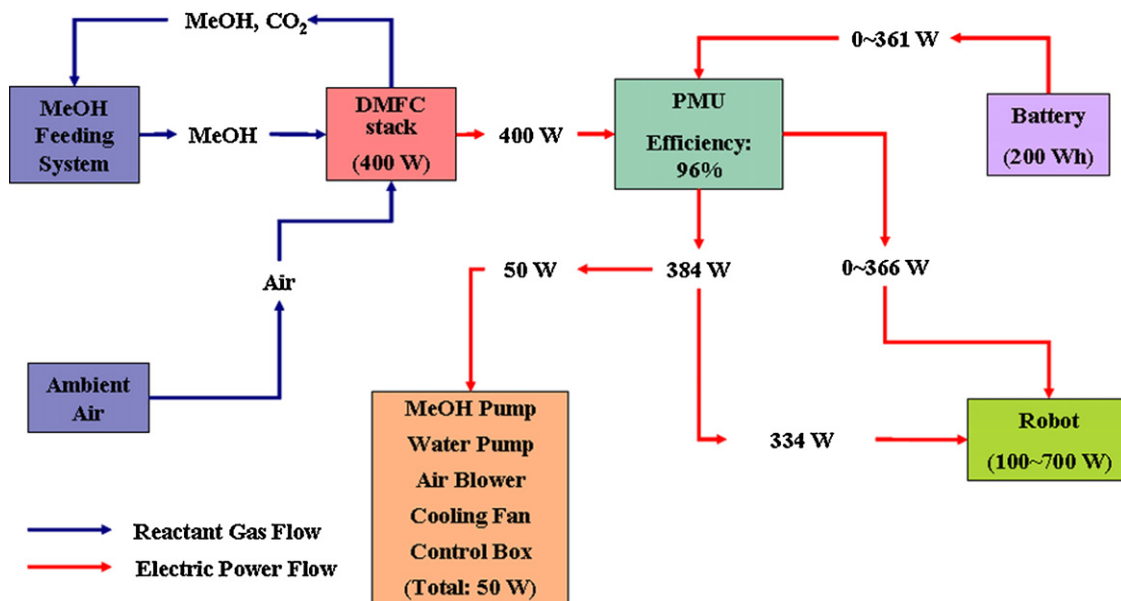 MeOH, CO₂
0~361 W
MeOH
Feeding
System
MeOH
DMFC
stack
(400 W)
400 W
PMU
Efficiency:
96%
Battery
(200 Wh)
Air
50 W
384 W
0~366 W
Ambient
Air
MeOH Pump
Water Pump
Air Blower
Cooling Fan
Control Box
(Total: 50 W)
334 W
Robot
(100~700 W)
Reactant Gas Flow
Electric Power Flow